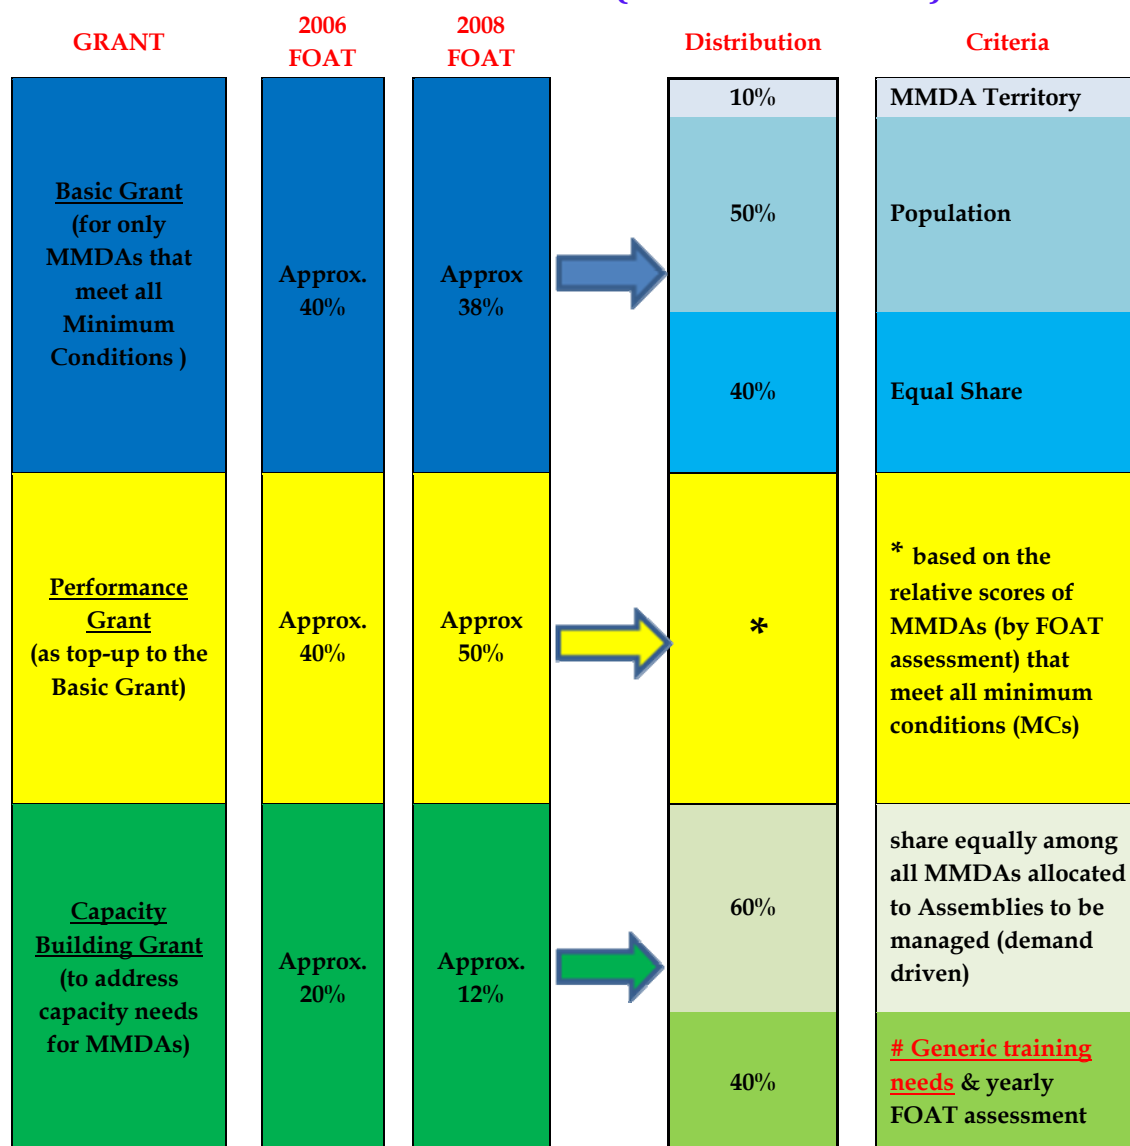 GRANT
2006
FOAT
2008
FOAT
Distribution
Criteria
Basic Grant
(for only
MMDAs that
meet all
Minimum
Conditions )
Approx.
40%
Approx
38%
10%
MMDA Territory
50%
Population
40%
Equal Share
Performance
Grant
(as top-up to the
Basic Grant)
Approx.
40%
Approx
50%
*
* based on the
relative scores of
MMDAs (by FOAT
assessment) that
meet all minimum
conditions (MCs)
Capacity
Building Grant
(to address
capacity needs
for MMDAs)
Approx.
20%
Approx.
12%
60%
share equally among
all MMDAs allocated
to Assemblies to be
managed (demand
driven)
40%
# Generic training
needs & yearly
FOAT assessment